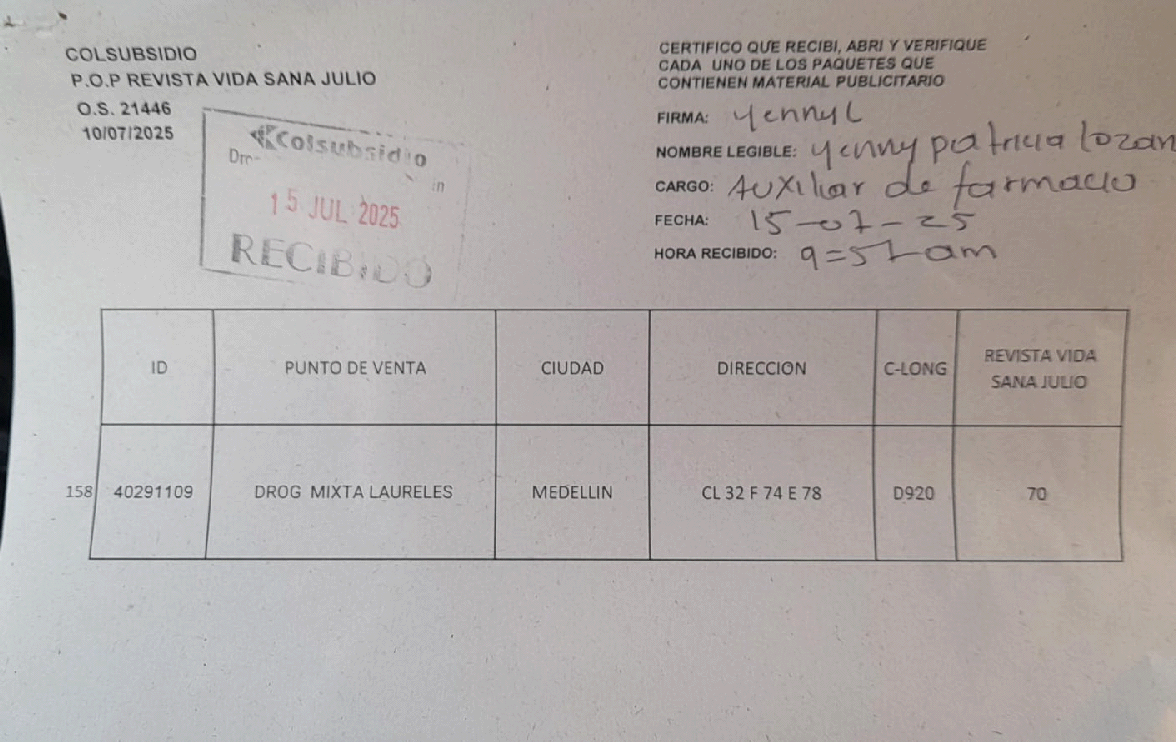 COLSUBSIDIO
P.O.P REVISTA VIDA SANA JULIO
O.S. 21446
10/07/2025
Colsubsidio
15 JUL 2025
RECIBIDO
CERTIFICO QUE RECIBI, ABRI Y VERIFIQUE
CADA UNO DE LOS PAQUETES QUE
CONTIENEN MATERIAL PUBLICITARIO
FIRMA: Yenny L
NOMBRE LEGIBLE: Yenny patricia lozan
CARGO: Auxiliar de farmacia
FECHA: 15-07-25
HORA RECIBIDO: 9=57 am
ID PUNTO DE VENTA CIUDAD DIRECCION C-LONG REVISTA VIDA
SANA JULIO
158 40291109 DROG MIXTA LAURELES MEDELLIN CL 32 F 74 E 78 D920 70